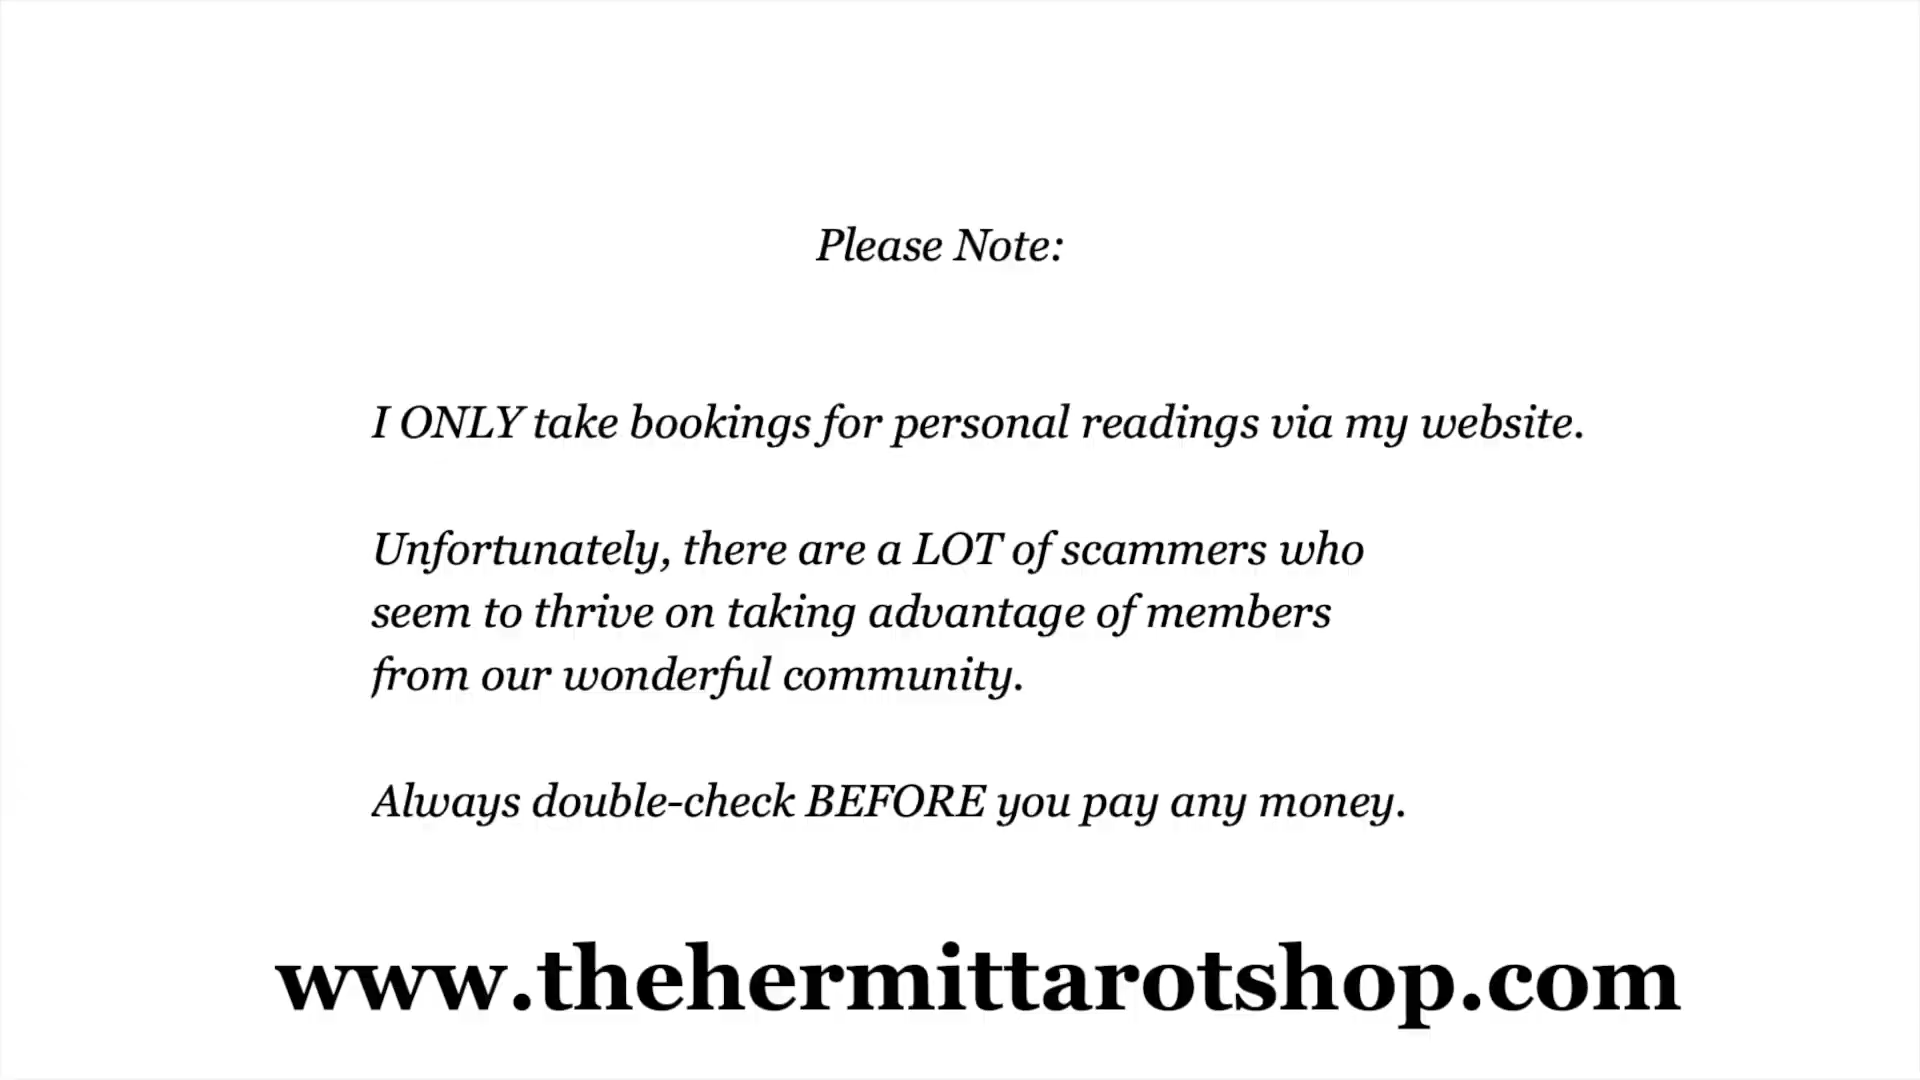 Please Note:
I ONLY take bookings for personal readings via my website.
Unfortunately, there are a LOT of scammers who
seem to thrive on taking advantage of members
from our wonderful community.
Always double-check BEFORE you pay any money.
www.thehermittarotshop.com